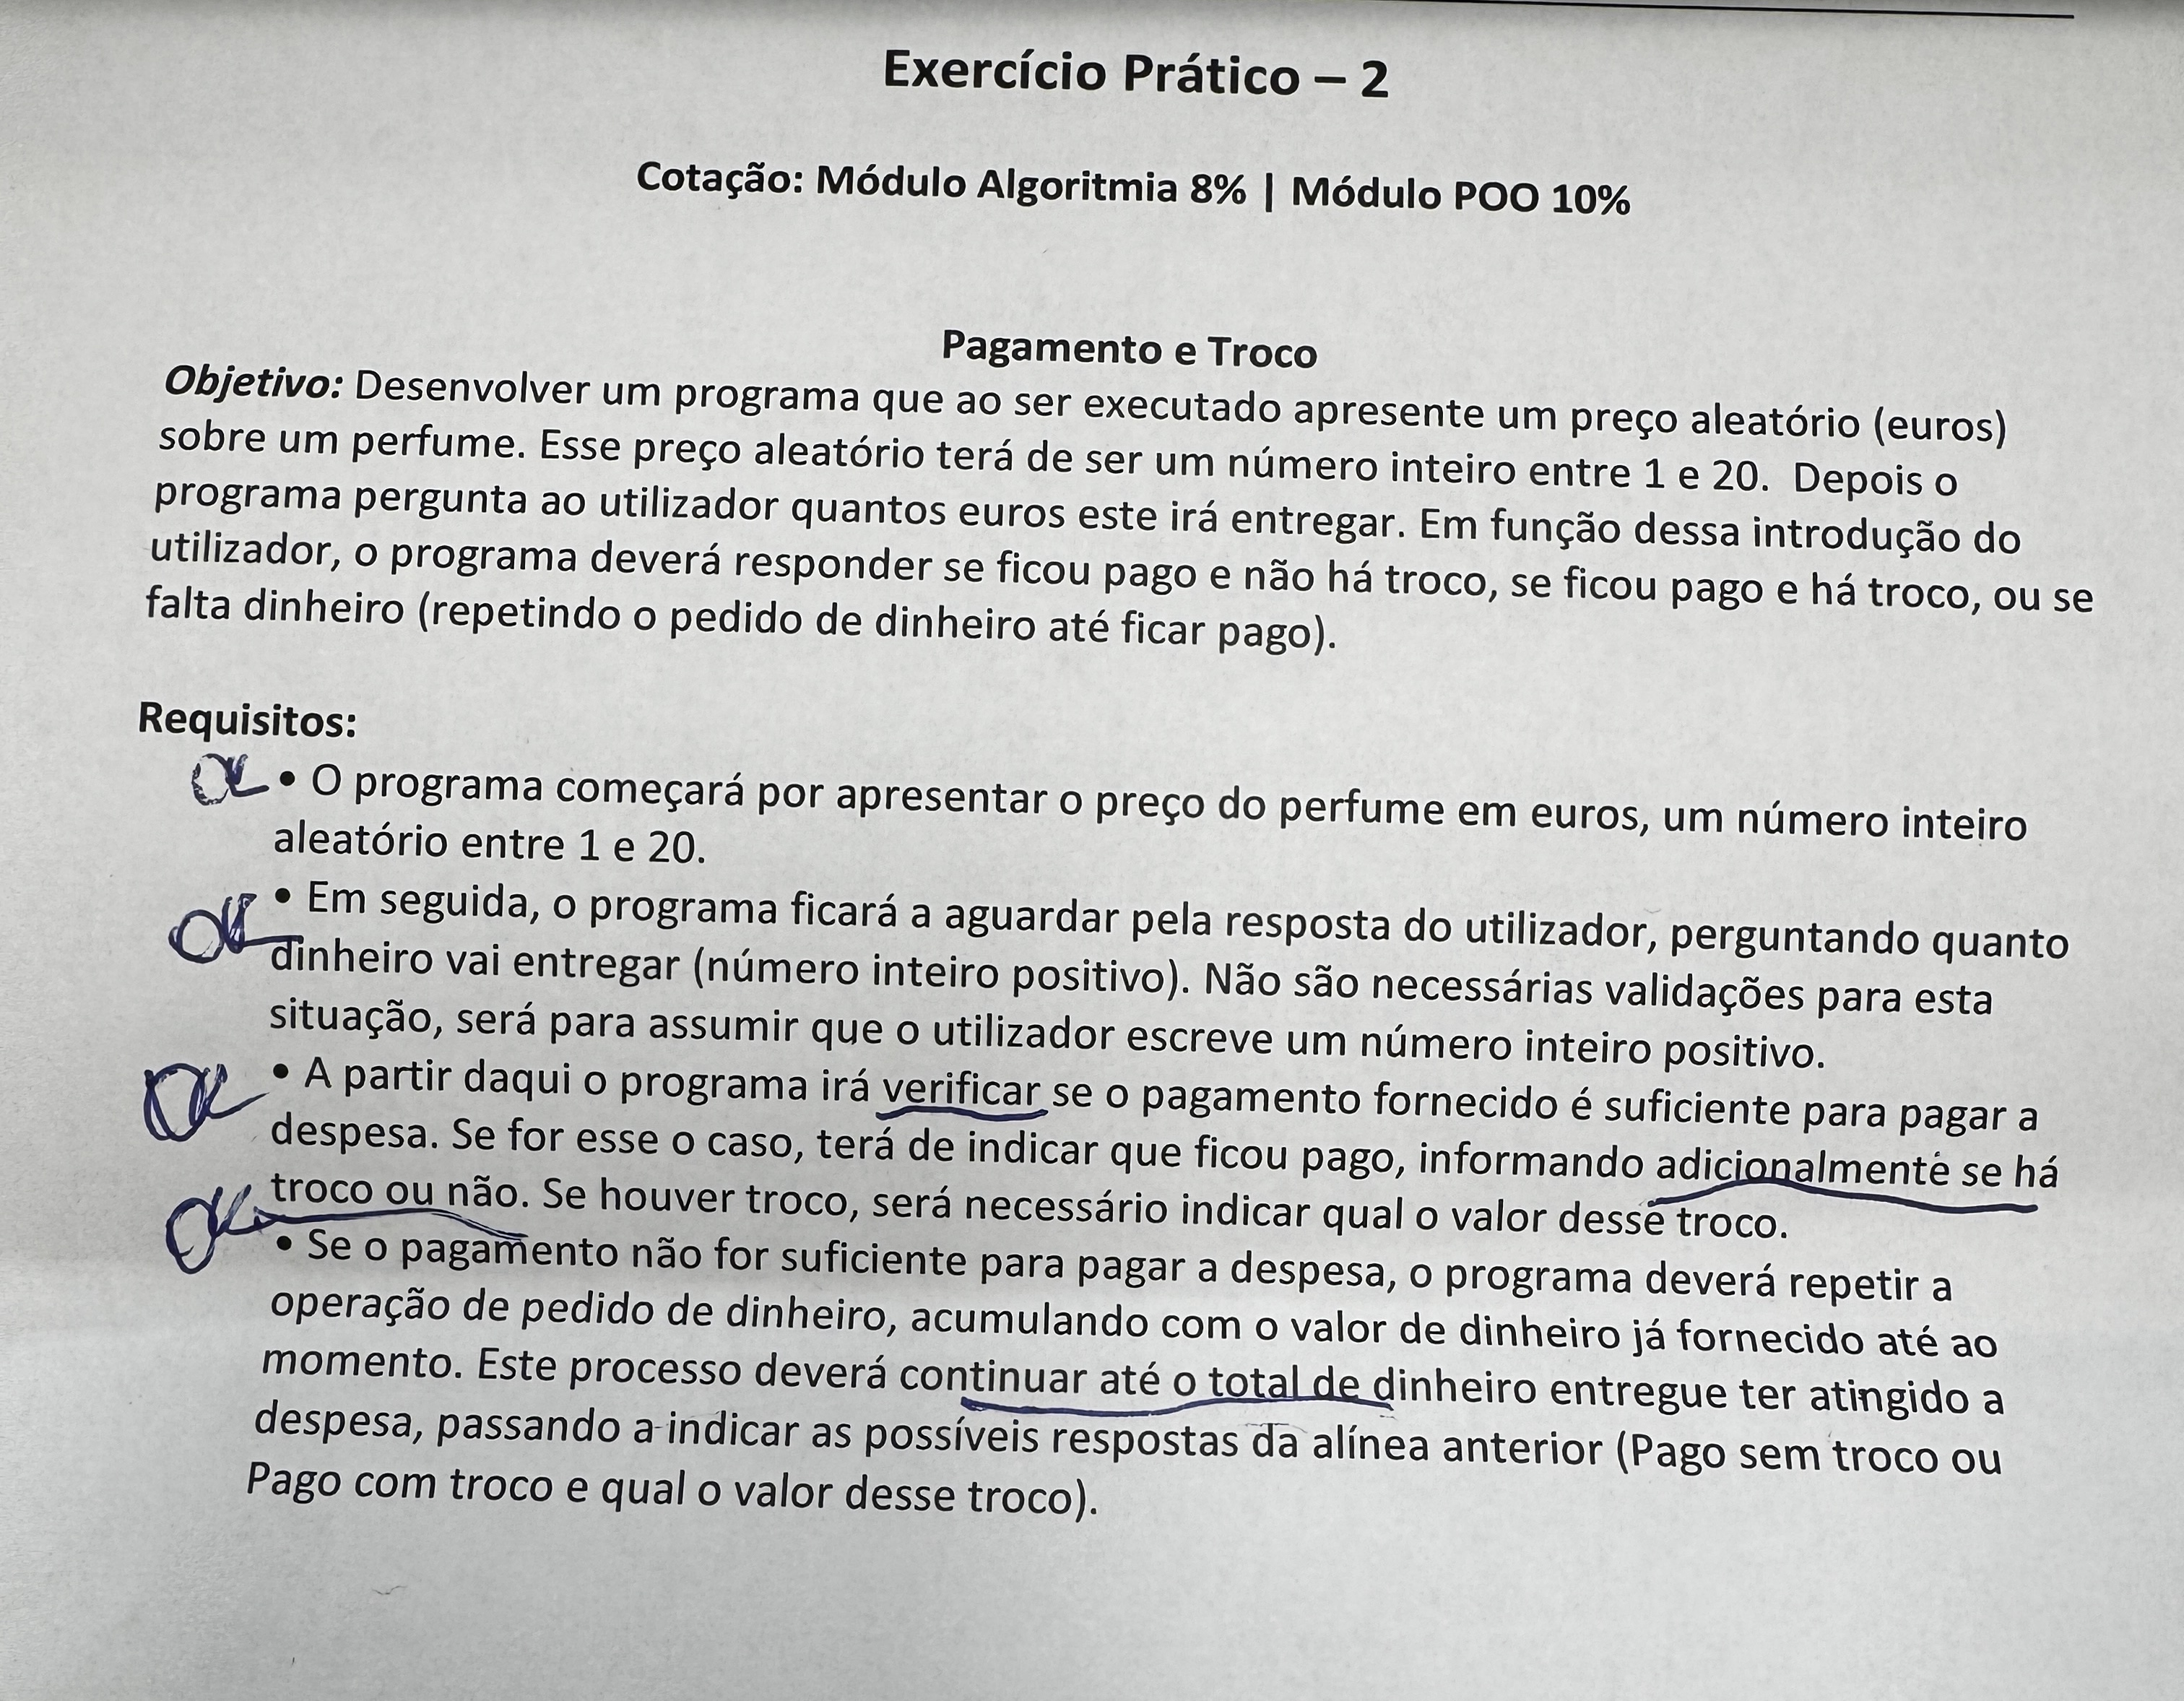 Exercício Prático – 2
Cotação: Módulo Algoritmia 8% | Módulo POO 10%
Pagamento e Troco
Objetivo: Desenvolver um programa que ao ser executado apresente um preço aleatório (euros)
sobre um perfume. Esse preço aleatório terá de ser um número inteiro entre 1 e 20. Depois o
programa pergunta ao utilizador quantos euros este irá entregar. Em função dessa introdução do
utilizador, o programa deverá responder se ficou pago e não há troco, se ficou pago e há troco, ou se
falta dinheiro (repetindo o pedido de dinheiro até ficar pago).
Requisitos:
OK • O programa começará por apresentar o preço do perfume em euros, um número inteiro
aleatório entre 1 e 20.
OK • Em seguida, o programa ficará a aguardar pela resposta do utilizador, perguntando quanto
dinheiro vai entregar (número inteiro positivo). Não são necessárias validações para esta
situação, será para assumir que o utilizador escreve um número inteiro positivo.
OK • A partir daqui o programa irá verificar se o pagamento fornecido é suficiente para pagar a
despesa. Se for esse o caso, terá de indicar que ficou pago, informando adicionalmente se há
troco ou não. Se houver troco, será necessário indicar qual o valor desse troco.
OK • Se o pagamento não for suficiente para pagar a despesa, o programa deverá repetir a
operação de pedido de dinheiro, acumulando com o valor de dinheiro já fornecido até ao
momento. Este processo deverá continuar até o total de dinheiro entregue ter atingido a
despesa, passando a indicar as possíveis respostas da alínea anterior (Pago sem troco ou
Pago com troco e qual o valor desse troco).